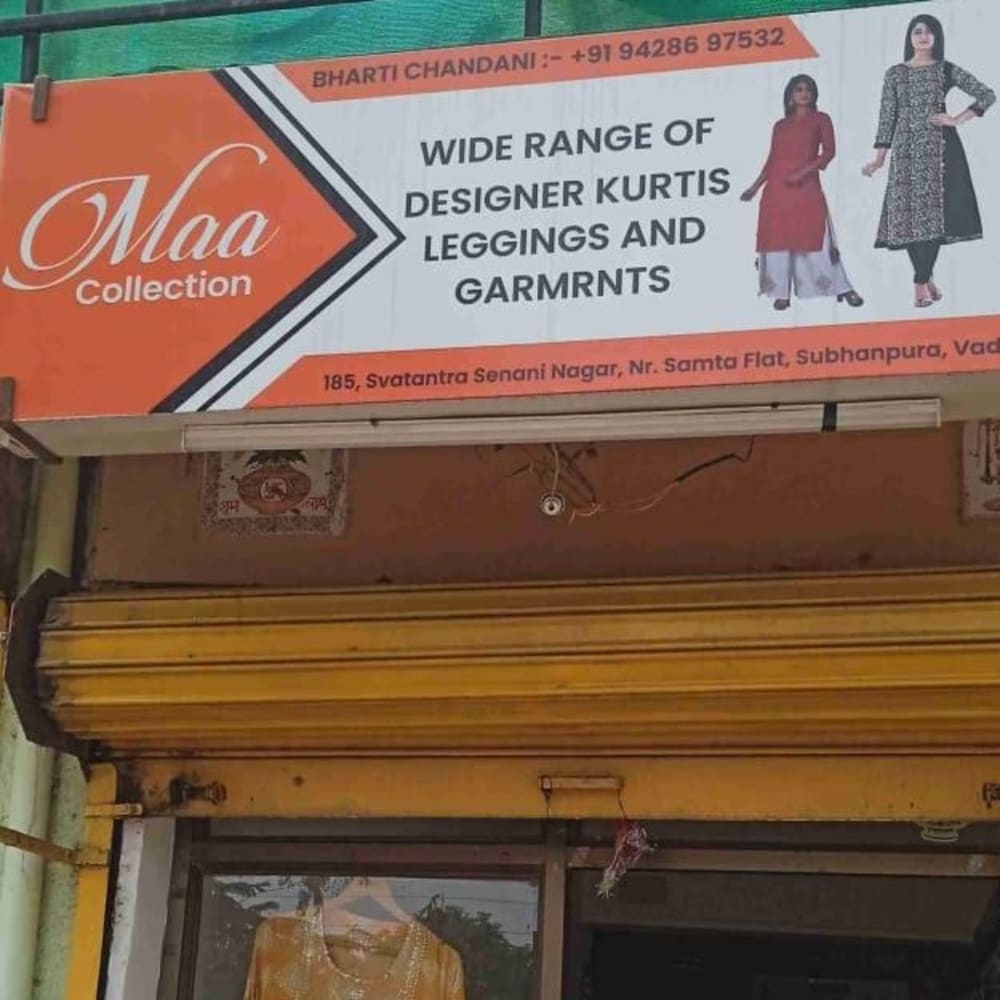 BHARTI CHANDANI :- +91 94286 97532
Maa
Collection
WIDE RANGE OF
DESIGNER KURTIS
LEGGINGS AND
GARMRNTS
185, Svatantra Senani Nagar, Nr. Samta Flat, Subhanpura, Vad
शुभ लाभ